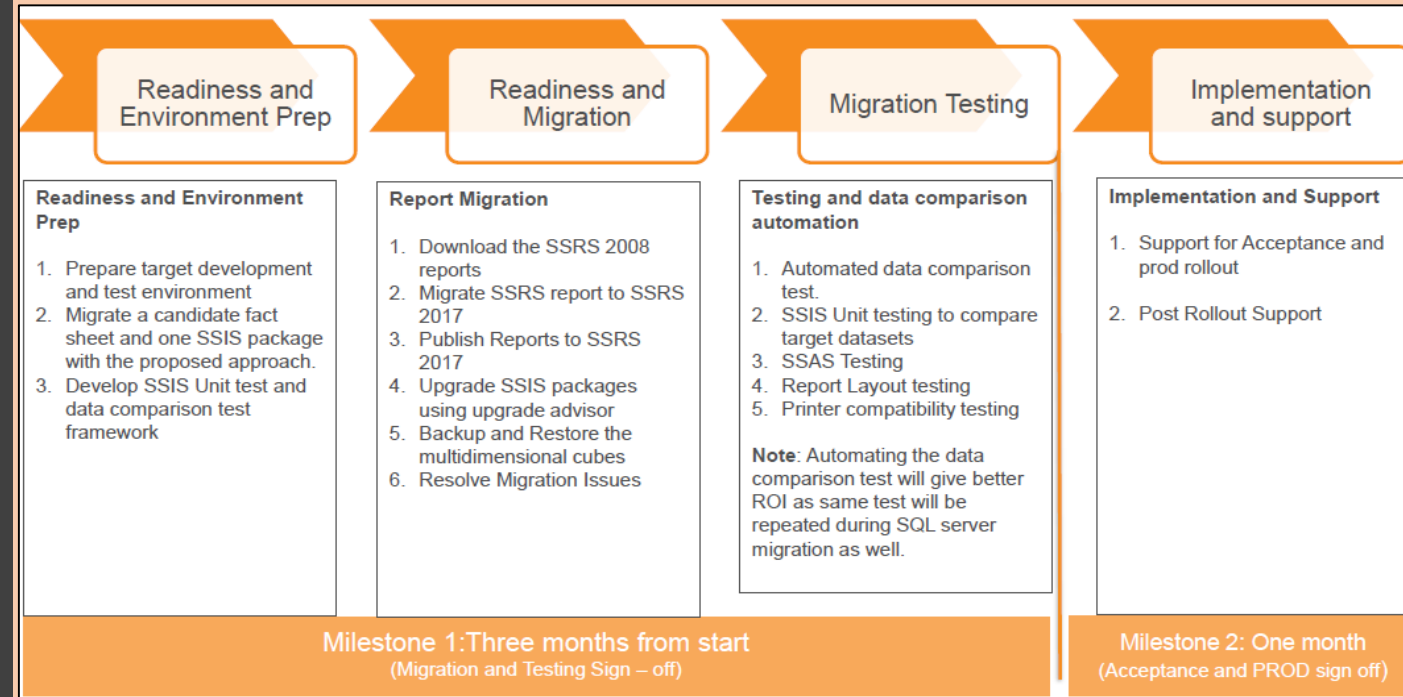 Readiness and
Environment Prep
Readiness and
Migration
Migration Testing
Implementation
and support
Readiness and Environment
Prep
1. Prepare target development
and test environment
2. Migrate a candidate fact
sheet and one SSIS package
with the proposed approach.
3. Develop SSIS Unit test and
data comparison test
framework
Report Migration
1. Download the SSRS 2008
reports
2. Migrate SSRS report to SSRS
2017
3. Publish Reports to SSRS
2017
4. Upgrade SSIS packages
using upgrade advisor
5. Backup and Restore the
multidimensional cubes
6. Resolve Migration Issues
Testing and data comparison
automation
1. Automated data comparison
test.
2. SSIS Unit testing to compare
target datasets
3. SSAS Testing
4. Report Layout testing
5. Printer compatibility testing
Note: Automating the data
comparison test will give better
ROI as same test will be
repeated during SQL server
migration as well.
Implementation and Support
1. Support for Acceptance and
prod rollout
2. Post Rollout Support
Milestone 1:Three months from start
(Migration and Testing Sign – off)
Milestone 2: One month
(Acceptance and PROD sign off)